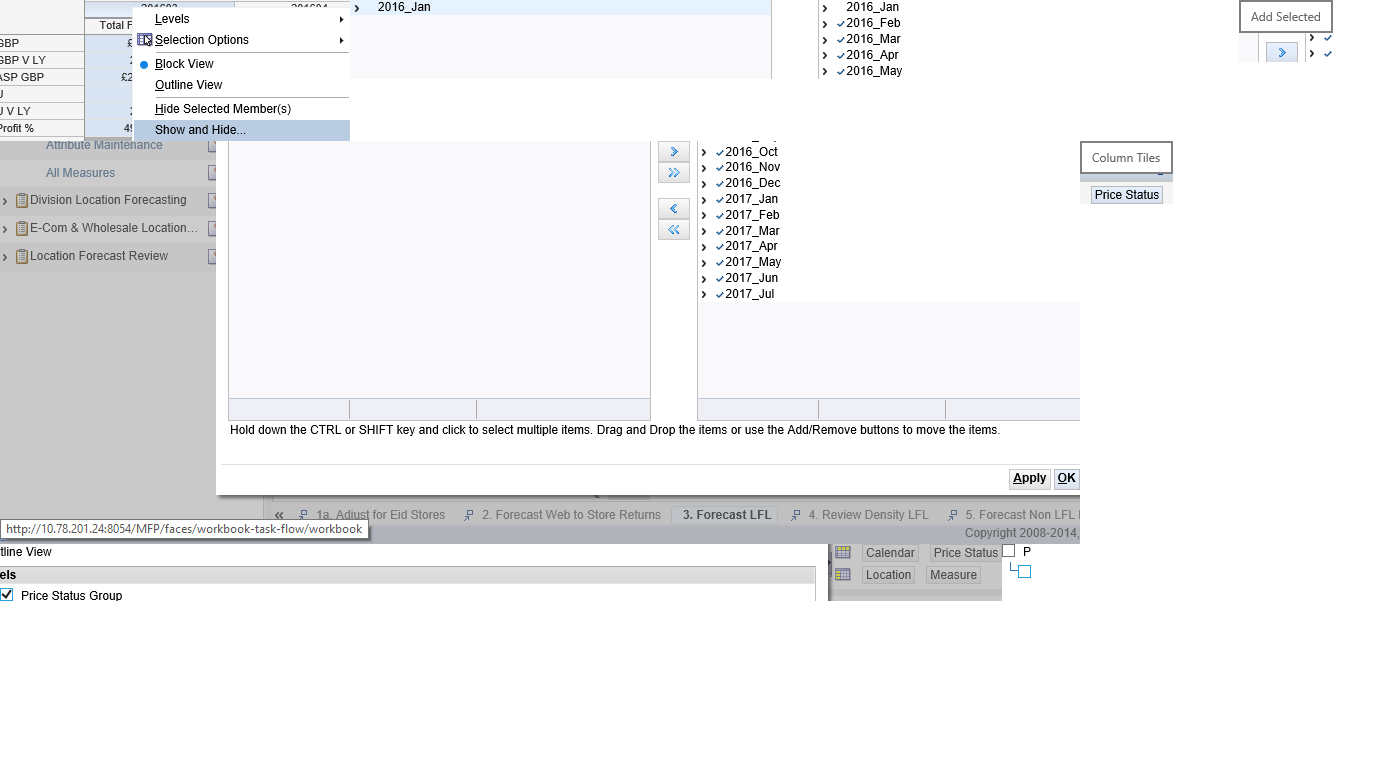 201603
201604
Total F
GBP
£
GBP V LY
ASP GBP
£2
U
U V LY
Profit %
49
Levels
Selection Options
Block View
Outline View
Hide Selected Member(s)
Show and Hide...
2016_Jan
2016_Jan
2016_Feb
2016_Mar
2016_Apr
2016_May
Add Selected
Attribute Maintenance
All Measures
Division Location Forecasting
E-Com & Wholesale Location...
Location Forecast Review
2016_Oct
2016_Nov
2016_Dec
2017_Jan
2017_Feb
2017_Mar
2017_Apr
2017_May
2017_Jun
2017_Jul
Column Tiles
Price Status
Hold down the CTRL or SHIFT key and click to select multiple items. Drag and Drop the items or use the Add/Remove buttons to move the items.
Apply
OK
1a. Adjust for Eid Stores
2. Forecast Web to Store Returns
3. Forecast LFL
4. Review Density LFL
5. Forecast Non LFL
http://10.78.201.24:8054/MFP/faces/workbook-task-flow/workbook
Copyright 2008-2014,
tline View
els
Price Status Group
Calendar
Price Status
Location
Measure
P